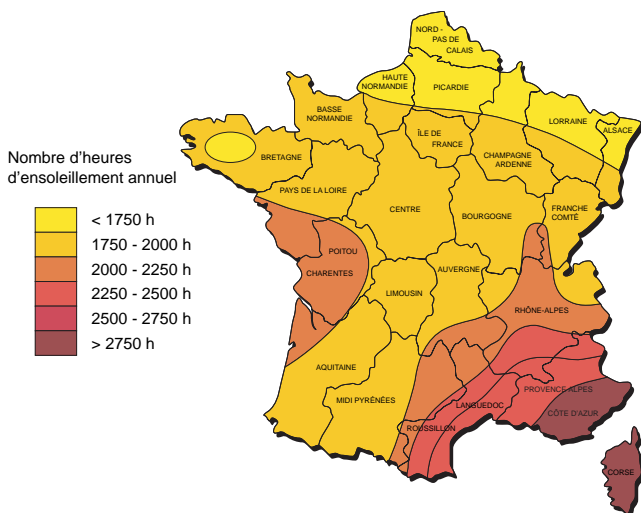 NORD -
PAS DE
CALAIS
HAUTE
NORMANDIE
PICARDIE
BASSE
NORMANDIE
ÎLE DE
FRANCE
LORRAINE
ALSACE
CHAMPAGNE
ARDENNE
BRETAGNE
PAYS DE LA LOIRE
CENTRE
BOURGOGNE
FRANCHE
COMTÉ
POITOU
CHARENTES
LIMOUSIN
AUVERGNE
RHÔNE-ALPES
AQUITAINE
MIDI PYRÉNÉES
LANGUEDOC
ROUSSILLON
PROVENCE ALPES
CÔTE D'AZUR
CORSE
Nombre d'heures
d'ensoleillement annuel
< 1750 h
1750 - 2000 h
2000 - 2250 h
2250 - 2500 h
2500 - 2750 h
> 2750 h